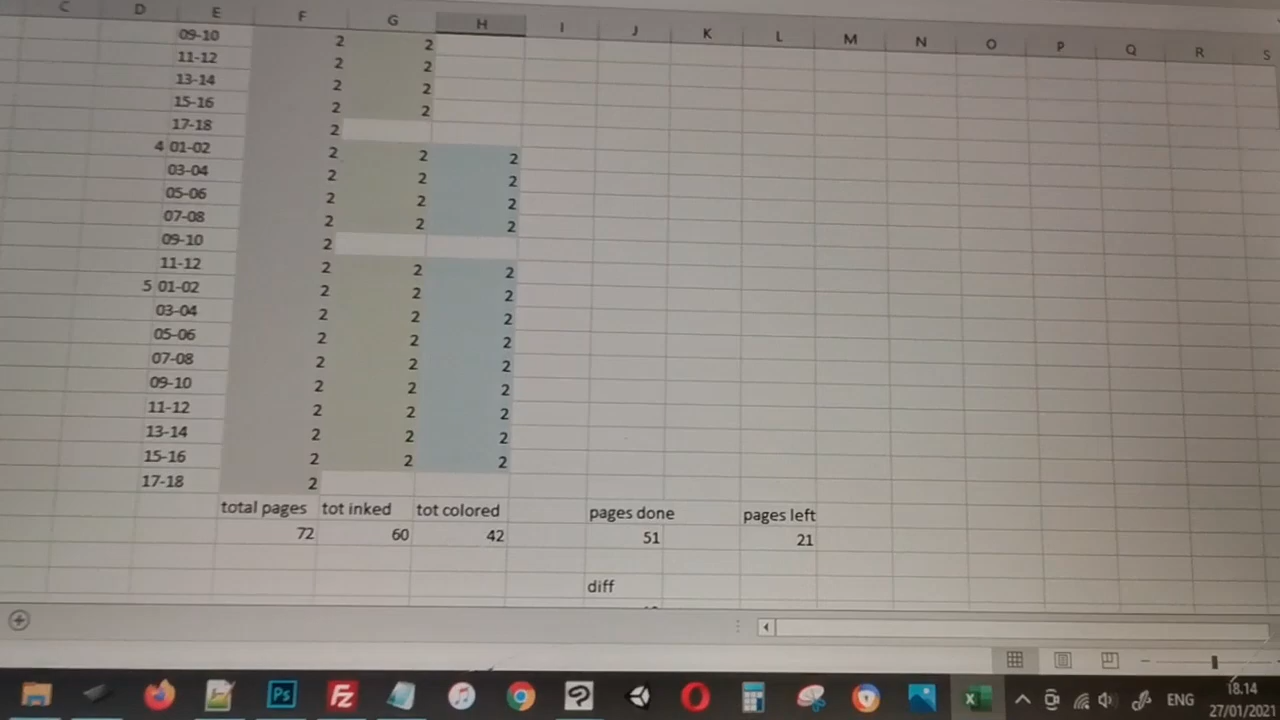 C D E F G H I J K L M N O P Q R S
09-10 2 2
11-12 2 2
13-14 2 2
15-16 2 2
17-18 2
4 01-02 2 2 2
03-04 2 2 2
05-06 2 2 2
07-08 2 2 2
09-10 2
11-12 2 2 2
5 01-02 2 2 2
03-04 2 2 2
05-06 2 2 2
07-08 2 2 2
09-10 2 2 2
11-12 2 2 2
13-14 2 2 2
15-16 2 2 2
17-18 2
total pages tot inked tot colored pages done pages left
72 60 42 51 21
diff
Ps Fz X ENG 18.14
27/01/2021